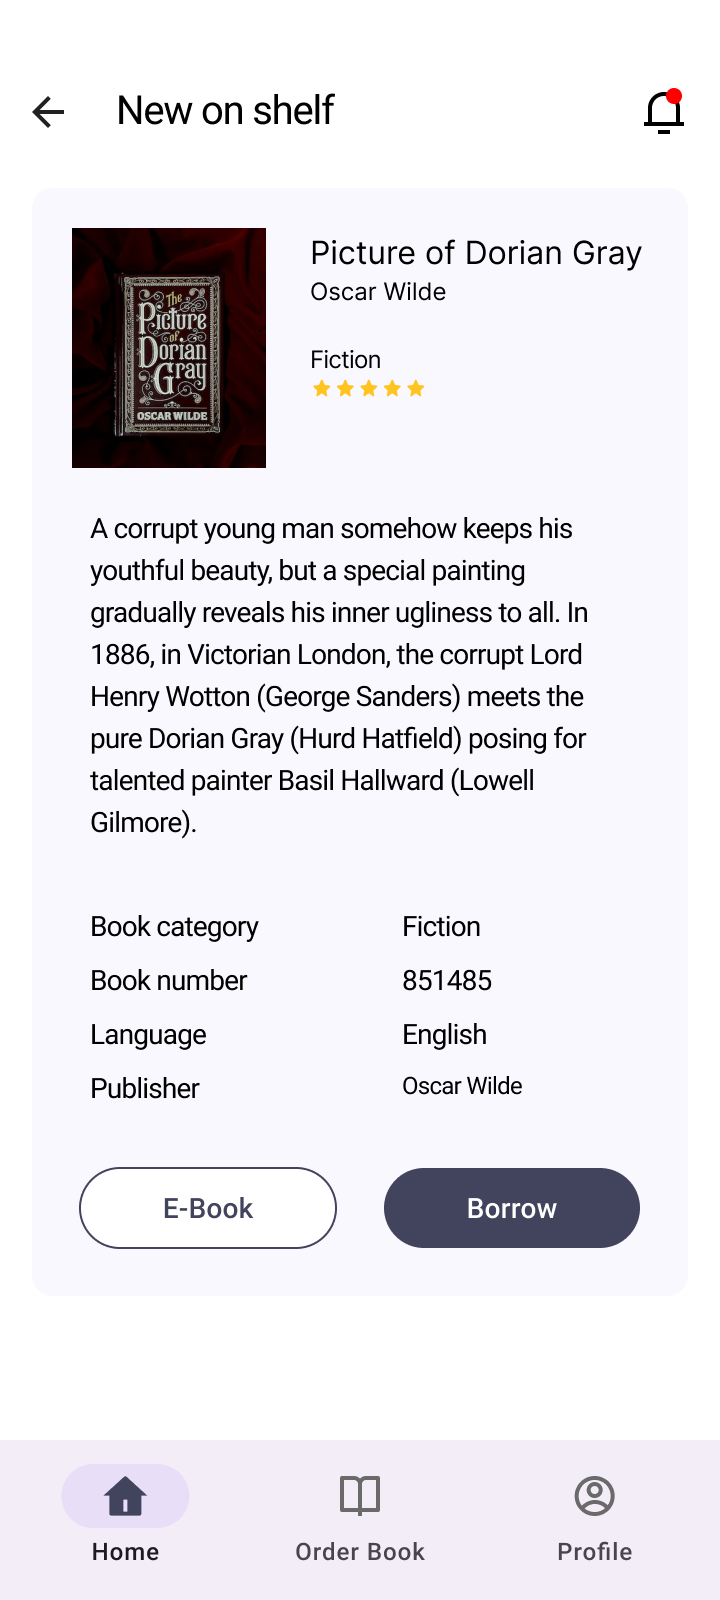 New on shelf
The
Picture
of
Dorian
Gray
OSCAR WILDE
Picture of Dorian Gray
Oscar Wilde
Fiction
A corrupt young man somehow keeps his
youthful beauty, but a special painting
gradually reveals his inner ugliness to all. In
1886, in Victorian London, the corrupt Lord
Henry Wotton (George Sanders) meets the
pure Dorian Gray (Hurd Hatfield) posing for
talented painter Basil Hallward (Lowell
Gilmore).
Book category Fiction
Book number 851485
Language English
Publisher Oscar Wilde
E-Book Borrow
Home Order Book Profile